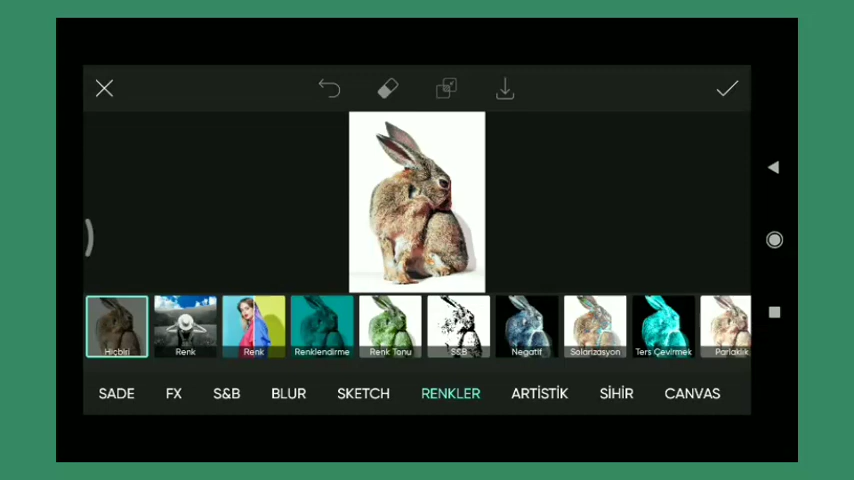 Hiçbiri
Renk
Renk
Renklendirme
Renk Tonu
S&B
Negatif
Solarizasyon
Ters Çevirmek
Parlaklık
SADE
FX
S&B
BLUR
SKETCH
RENKLER
ARTİSTİK
SİHİR
CANVAS